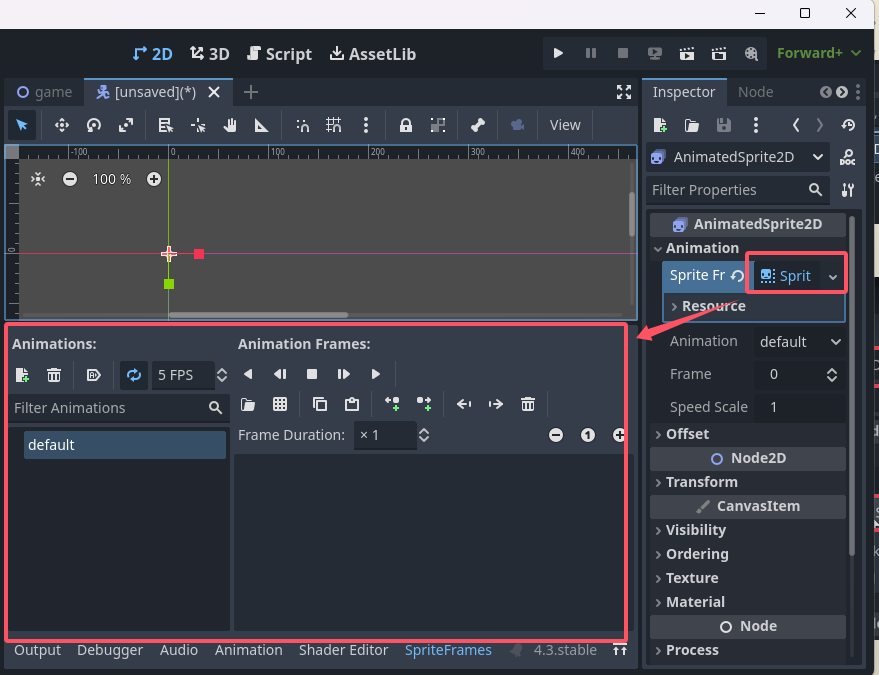 2D 3D Script AssetLib Forward+
game [unsaved](*) Inspector Node
View
-100 0 100 200 300 400
AnimatedSprite2D DOC
100 %
Filter Properties
AnimatedSprite2D
0
Animation
Sprite Fr Sprit
Resource
Animations: Animation Frames:
Animation default
5 FPS
Frame 0
Filter Animations
Speed Scale 1
Frame Duration: × 1 1
Offset
default
Node2D
Transform
CanvasItem
Visibility
Ordering
Texture
Material
Node
Output Debugger Audio Animation Shader Editor SpriteFrames 4.3.stable
Process